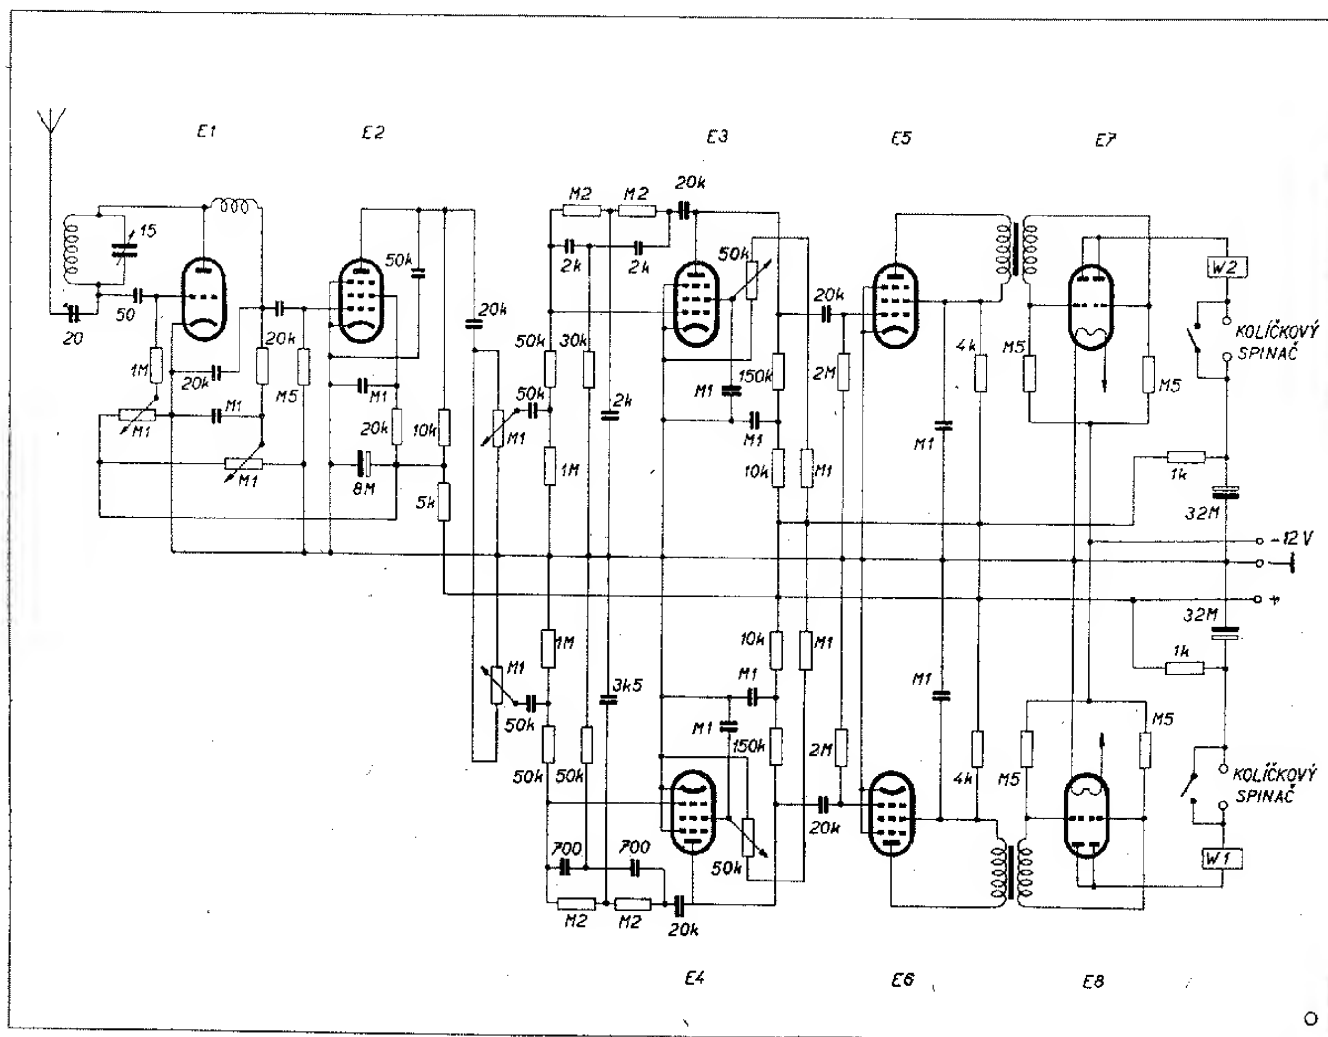 E1
E2
E3
E5
E7
15
20
50
1M
20k
M1
M1
M1
20k
M5
50k
M1
20k
8M
10k
5k
20k
M1
50k
50k
M2
M2
20k
2k
2k
30k
2k
1M
50k
M1
M1
150k
10k
M1
20k
2M
M1
4k
M5
M5
W2
KOLÍČKOVÝ
SPINAČ
1k
32M
-12V
+
32M
1k
1M
M1
50k
50k
50k
3k5
700
700
M2
M2
20k
10k
M1
M1
M1
150k
50k
2M
20k
M1
4k
M5
M5
KOLÍČKOVÝ
SPINAČ
W1
E4
E6
E8